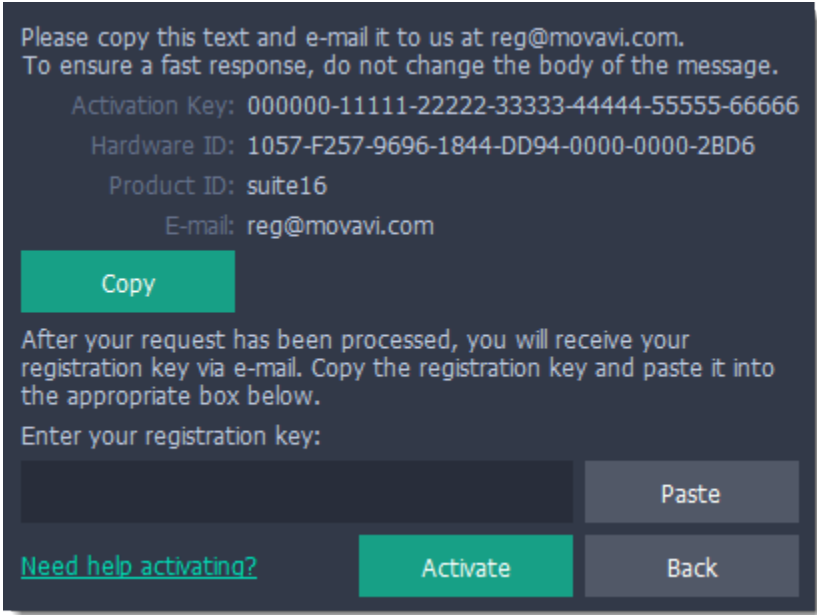 Please copy this text and e-mail it to us at reg@movavi.com.
To ensure a fast response, do not change the body of the message.
Activation Key: 000000-11111-22222-33333-44444-55555-66666
Hardware ID: 1057-F257-9696-1844-DD94-0000-0000-2BD6
Product ID: suite16
E-mail: reg@movavi.com
Copy
After your request has been processed, you will receive your
registration key via e-mail. Copy the registration key and paste it into
the appropriate box below.
Enter your registration key:
Paste
Need help activating? Activate Back